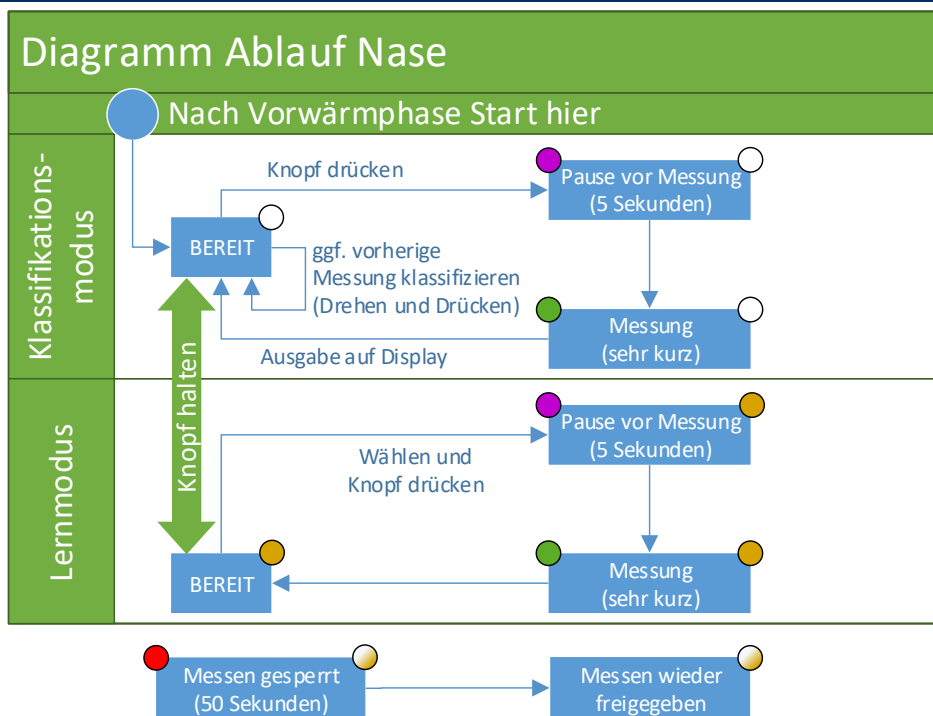 Diagramm Ablauf Nase
Nach Vorwärmphase Start hier
Klassifikations-
modus
Knopf drücken
Pause vor Messung
(5 Sekunden)
BEREIT
ggf. vorherige
Messung klassifizieren
(Drehen und Drücken)
Messung
(sehr kurz)
Ausgabe auf Display
Knopf halten
Lernmodus
Pause vor Messung
(5 Sekunden)
Wählen und
Knopf drücken
BEREIT
Messung
(sehr kurz)
Messen gesperrt
(50 Sekunden)
Messen wieder
freigegeben